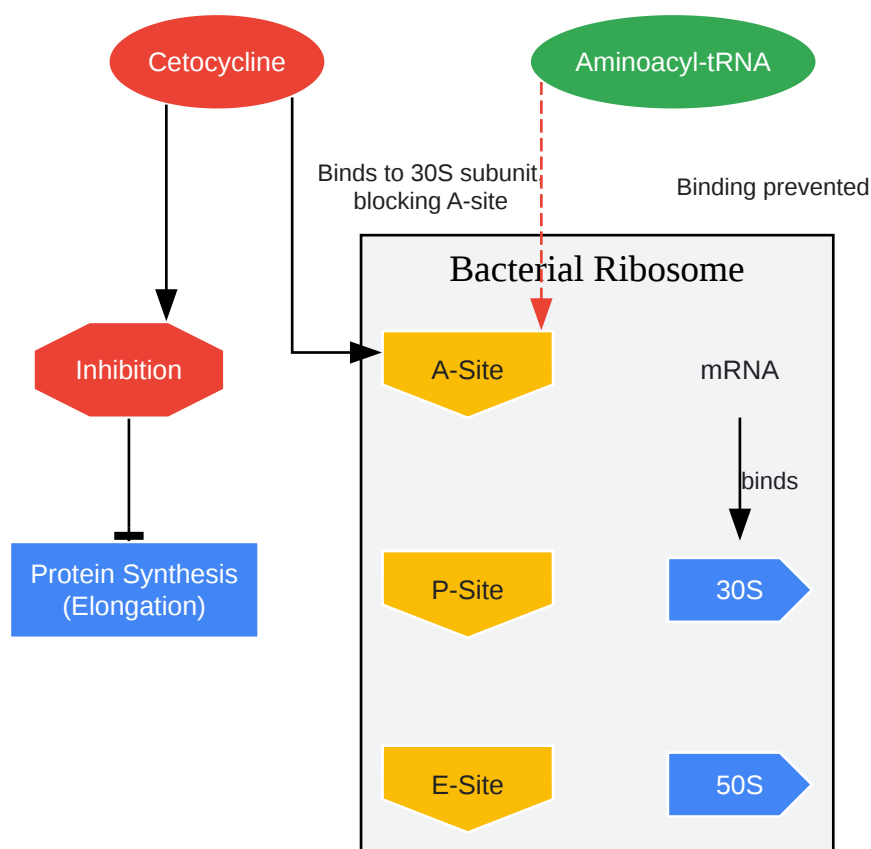 Cetocycline
Aminoacyl-tRNA
Binds to 30S subunit,
blocking A-site
Binding prevented
Bacterial Ribosome
Inhibition
A-Site
mRNA
binds
Protein Synthesis
(Elongation)
P-Site
30S
E-Site
50S